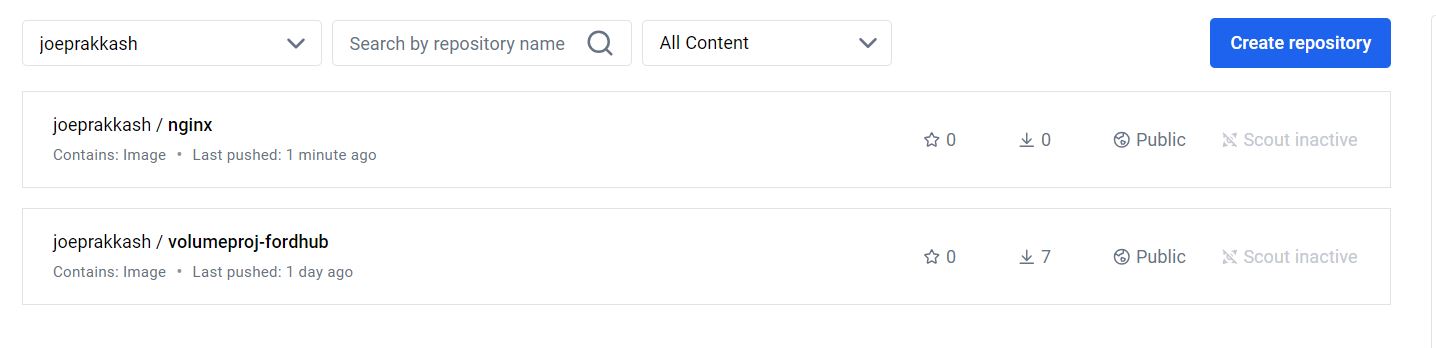 joeprakkash Search by repository name All Content Create repository
joeprakkash / nginx
Contains: Image • Last pushed: 1 minute ago
0 0 Public Scout inactive
joeprakkash / volumeproj-fordhub
Contains: Image • Last pushed: 1 day ago
0 7 Public Scout inactive